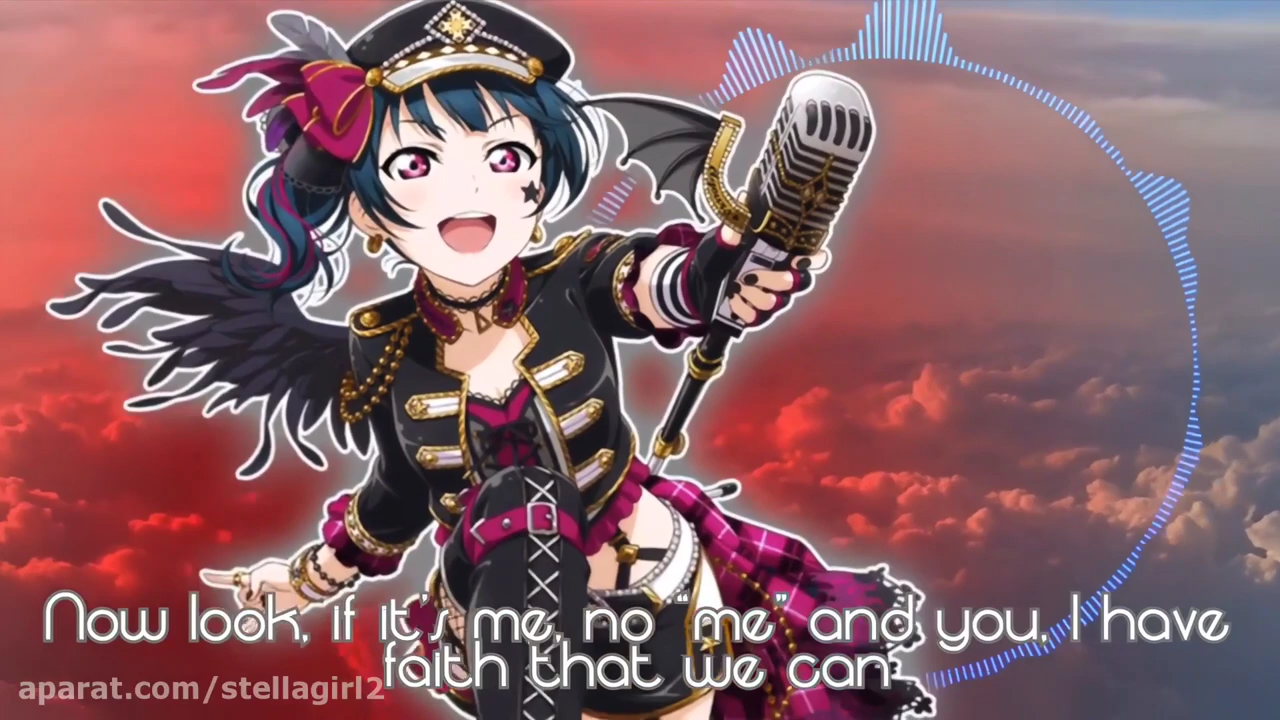 Now look, if it's me, no “me” and you, I have
faith that we can
aparat.com/stellagirl2